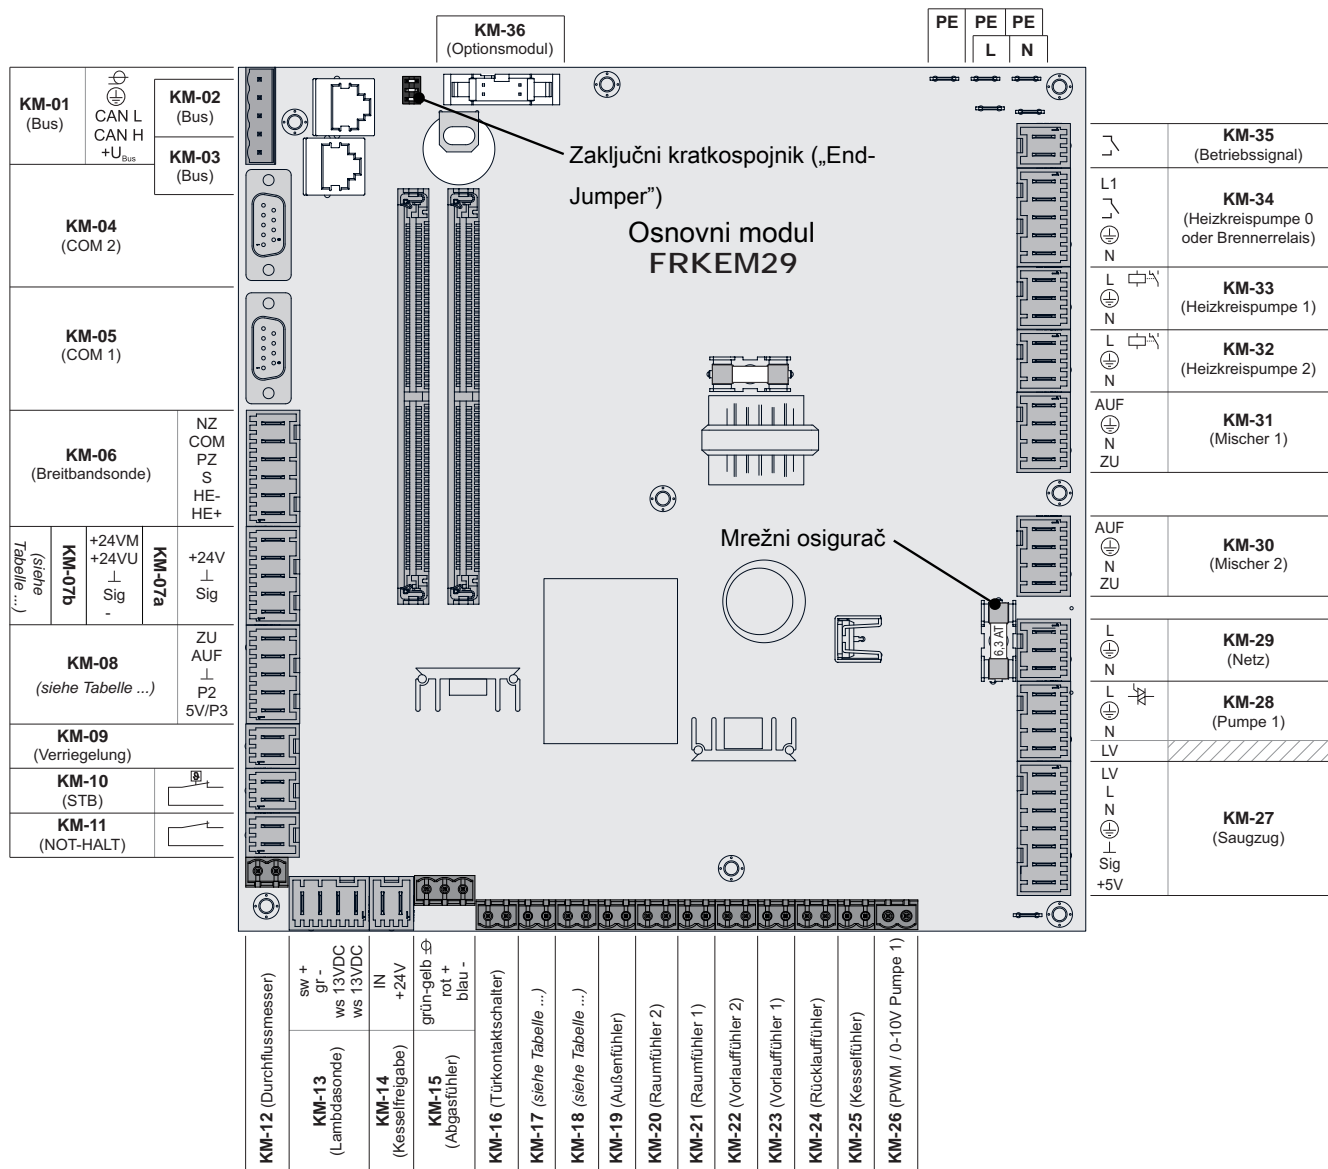 KM-36
(Optionsmodul)
PE
PE
PE
L
N
KM-01
(Bus)
CAN L
CAN H
+U Bus
KM-02
(Bus)
KM-03
(Bus)
KM-04
(COM 2)
KM-05
(COM 1)
KM-06
(Breitbandsonde)
NZ
COM
PZ
S
HE-
HE+
(siehe
Tabelle ...)
KM-07b
+24VM
+24VU
⊥
Sig
-
KM-07a
+24V
⊥
Sig
KM-08
(siehe Tabelle ...)
ZU
AUF
⊥
P2
5V/P3
KM-09
(Verriegelung)
KM-10
(STB)
KM-11
(NOT-HALT)
Zaključni kratkospojnik („End-
Jumper”)
Osnovni modul
FRKEM29
Mrežni osigurač
6,3 AT
KM-35
(Betriebssignal)
L1
N
KM-34
(Heizkreispumpe 0
oder Brennerrelais)
L
N
KM-33
(Heizkreispumpe 1)
L
N
KM-32
(Heizkreispumpe 2)
AUF
N
ZU
KM-31
(Mischer 1)
AUF
N
ZU
KM-30
(Mischer 2)
L
N
KM-29
(Netz)
L
N
LV
KM-28
(Pumpe 1)
LV
L
N
⊥
Sig
+5V
KM-27
(Saugzug)
KM-12 (Durchflussmesser)
sw +
gr -
ws 13VDC
ws 13VDC
KM-13
(Lambdasonde)
IN
+24V
KM-14
(Kesselfreigabe)
grün-gelb
rot +
blau -
KM-15
(Abgasfühler)
KM-16 (Türkontaktschalter)
KM-17 (siehe Tabelle ...)
KM-18 (siehe Tabelle ...)
KM-19 (Außenfühler)
KM-20 (Raumfühler 2)
KM-21 (Raumfühler 1)
KM-22 (Vorlauffühler 2)
KM-23 (Vorlauffühler 1)
KM-24 (Rücklauffühler)
KM-25 (Kesselfühler)
KM-26 (PWM / 0-10V Pumpe 1)